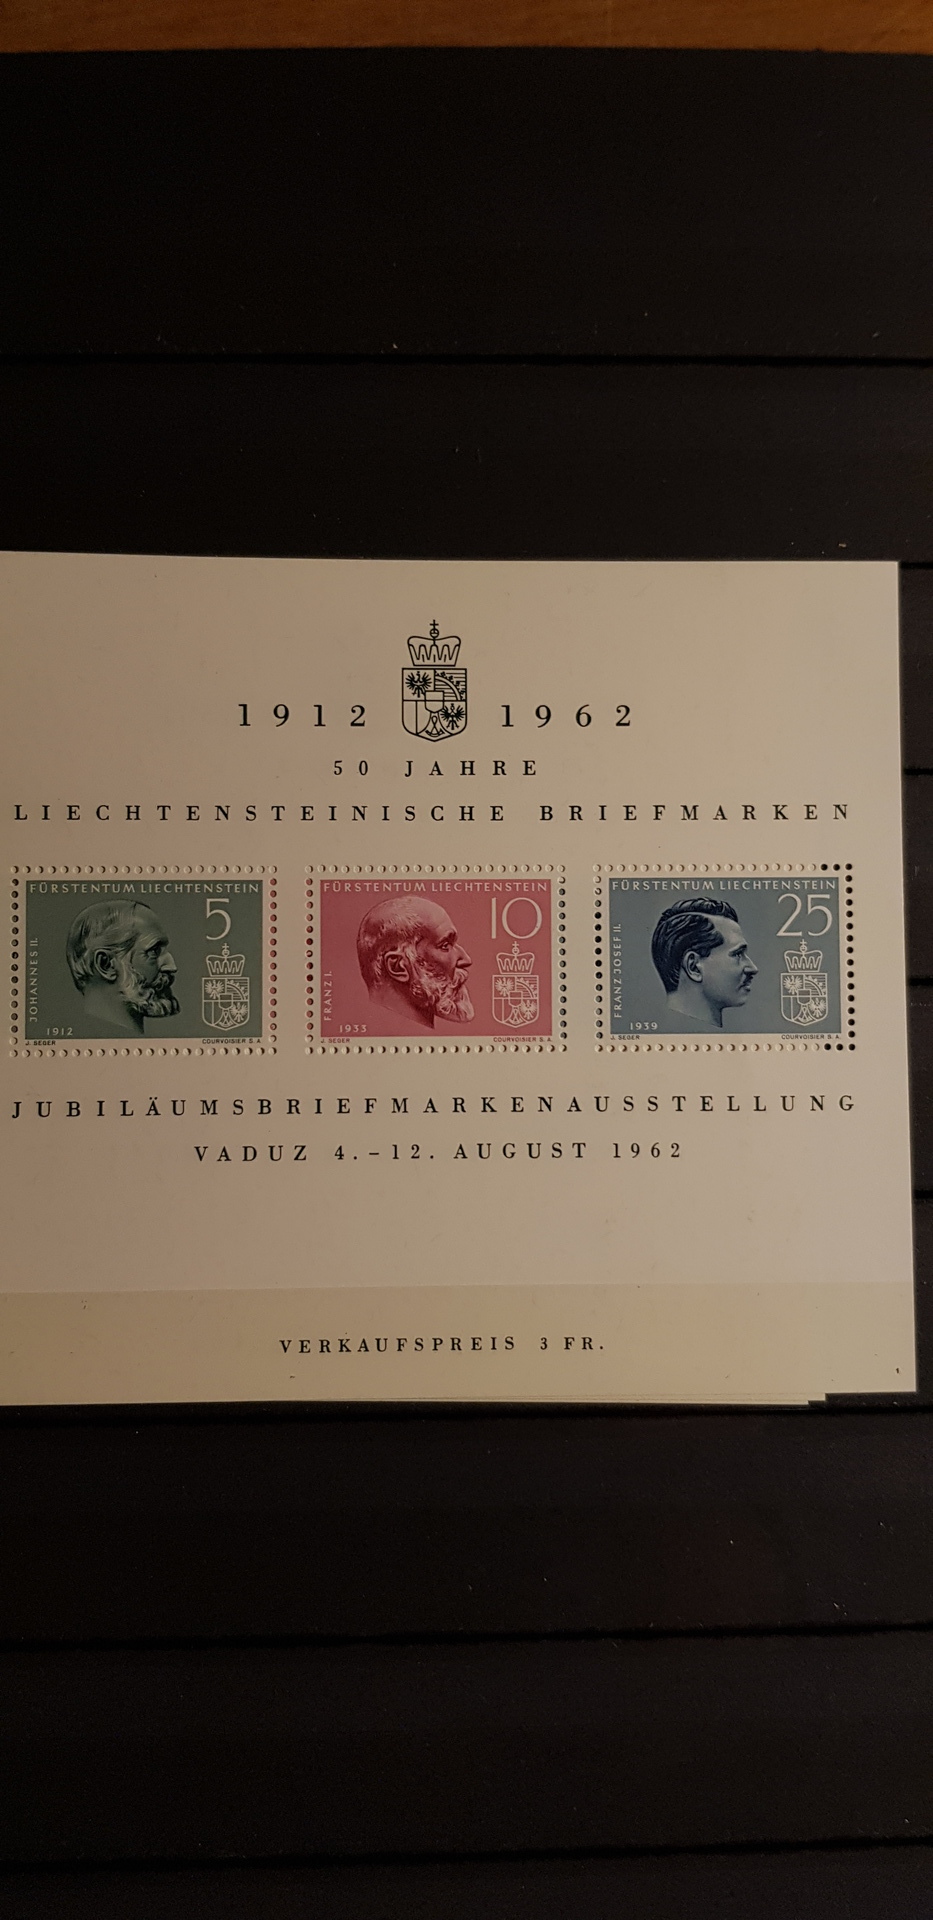 1912 1962
50 JAHRE
LIECHTENSTEINISCHE BRIEFMARKEN
FÜRSTENTUM LIECHTENSTEIN
5
JOHANNES II.
1912
J. SEGER
COURVOISIER S. A.
FÜRSTENTUM LIECHTENSTEIN
10
FRANZ I.
1933
J. SEGER
COURVOISIER S. A.
FÜRSTENTUM LIECHTENSTEIN
25
FRANZ JOSEF II.
1939
J. SEGER
COURVOISIER S. A.
JUBILÄUMSBRIEFMARKENAUSSTELLUNG
VADUZ 4.-12. AUGUST 1962
VERKAUFSPREIS 3 FR.